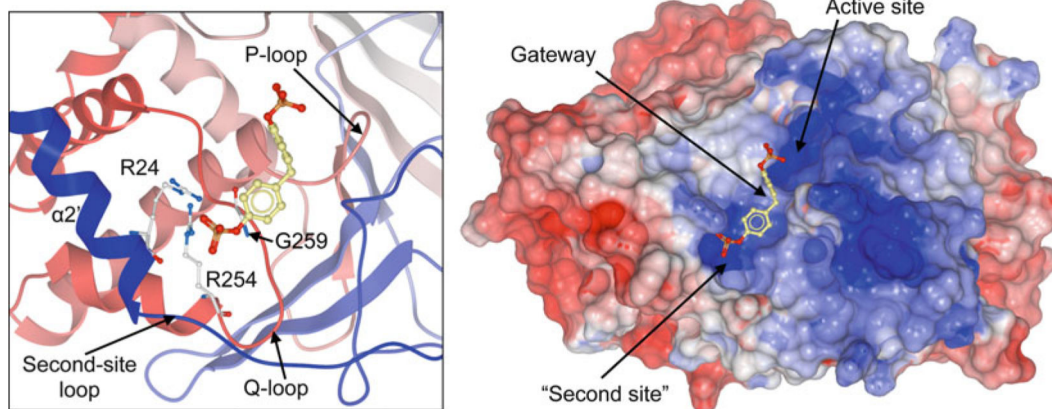 P-loop
R24
α2'
G259
R254
Second-site
loop
Q-loop
Active site
Gateway
“Second site”